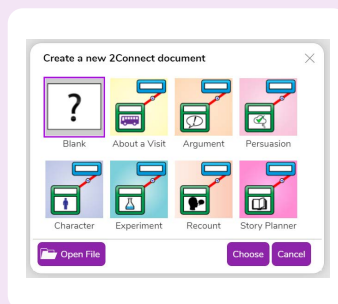 Create a new 2Connect document
?
Blank
About a Visit
Argument
Persuasion
Character
Experiment
Recount
Story Planner
Open File
Choose
Cancel